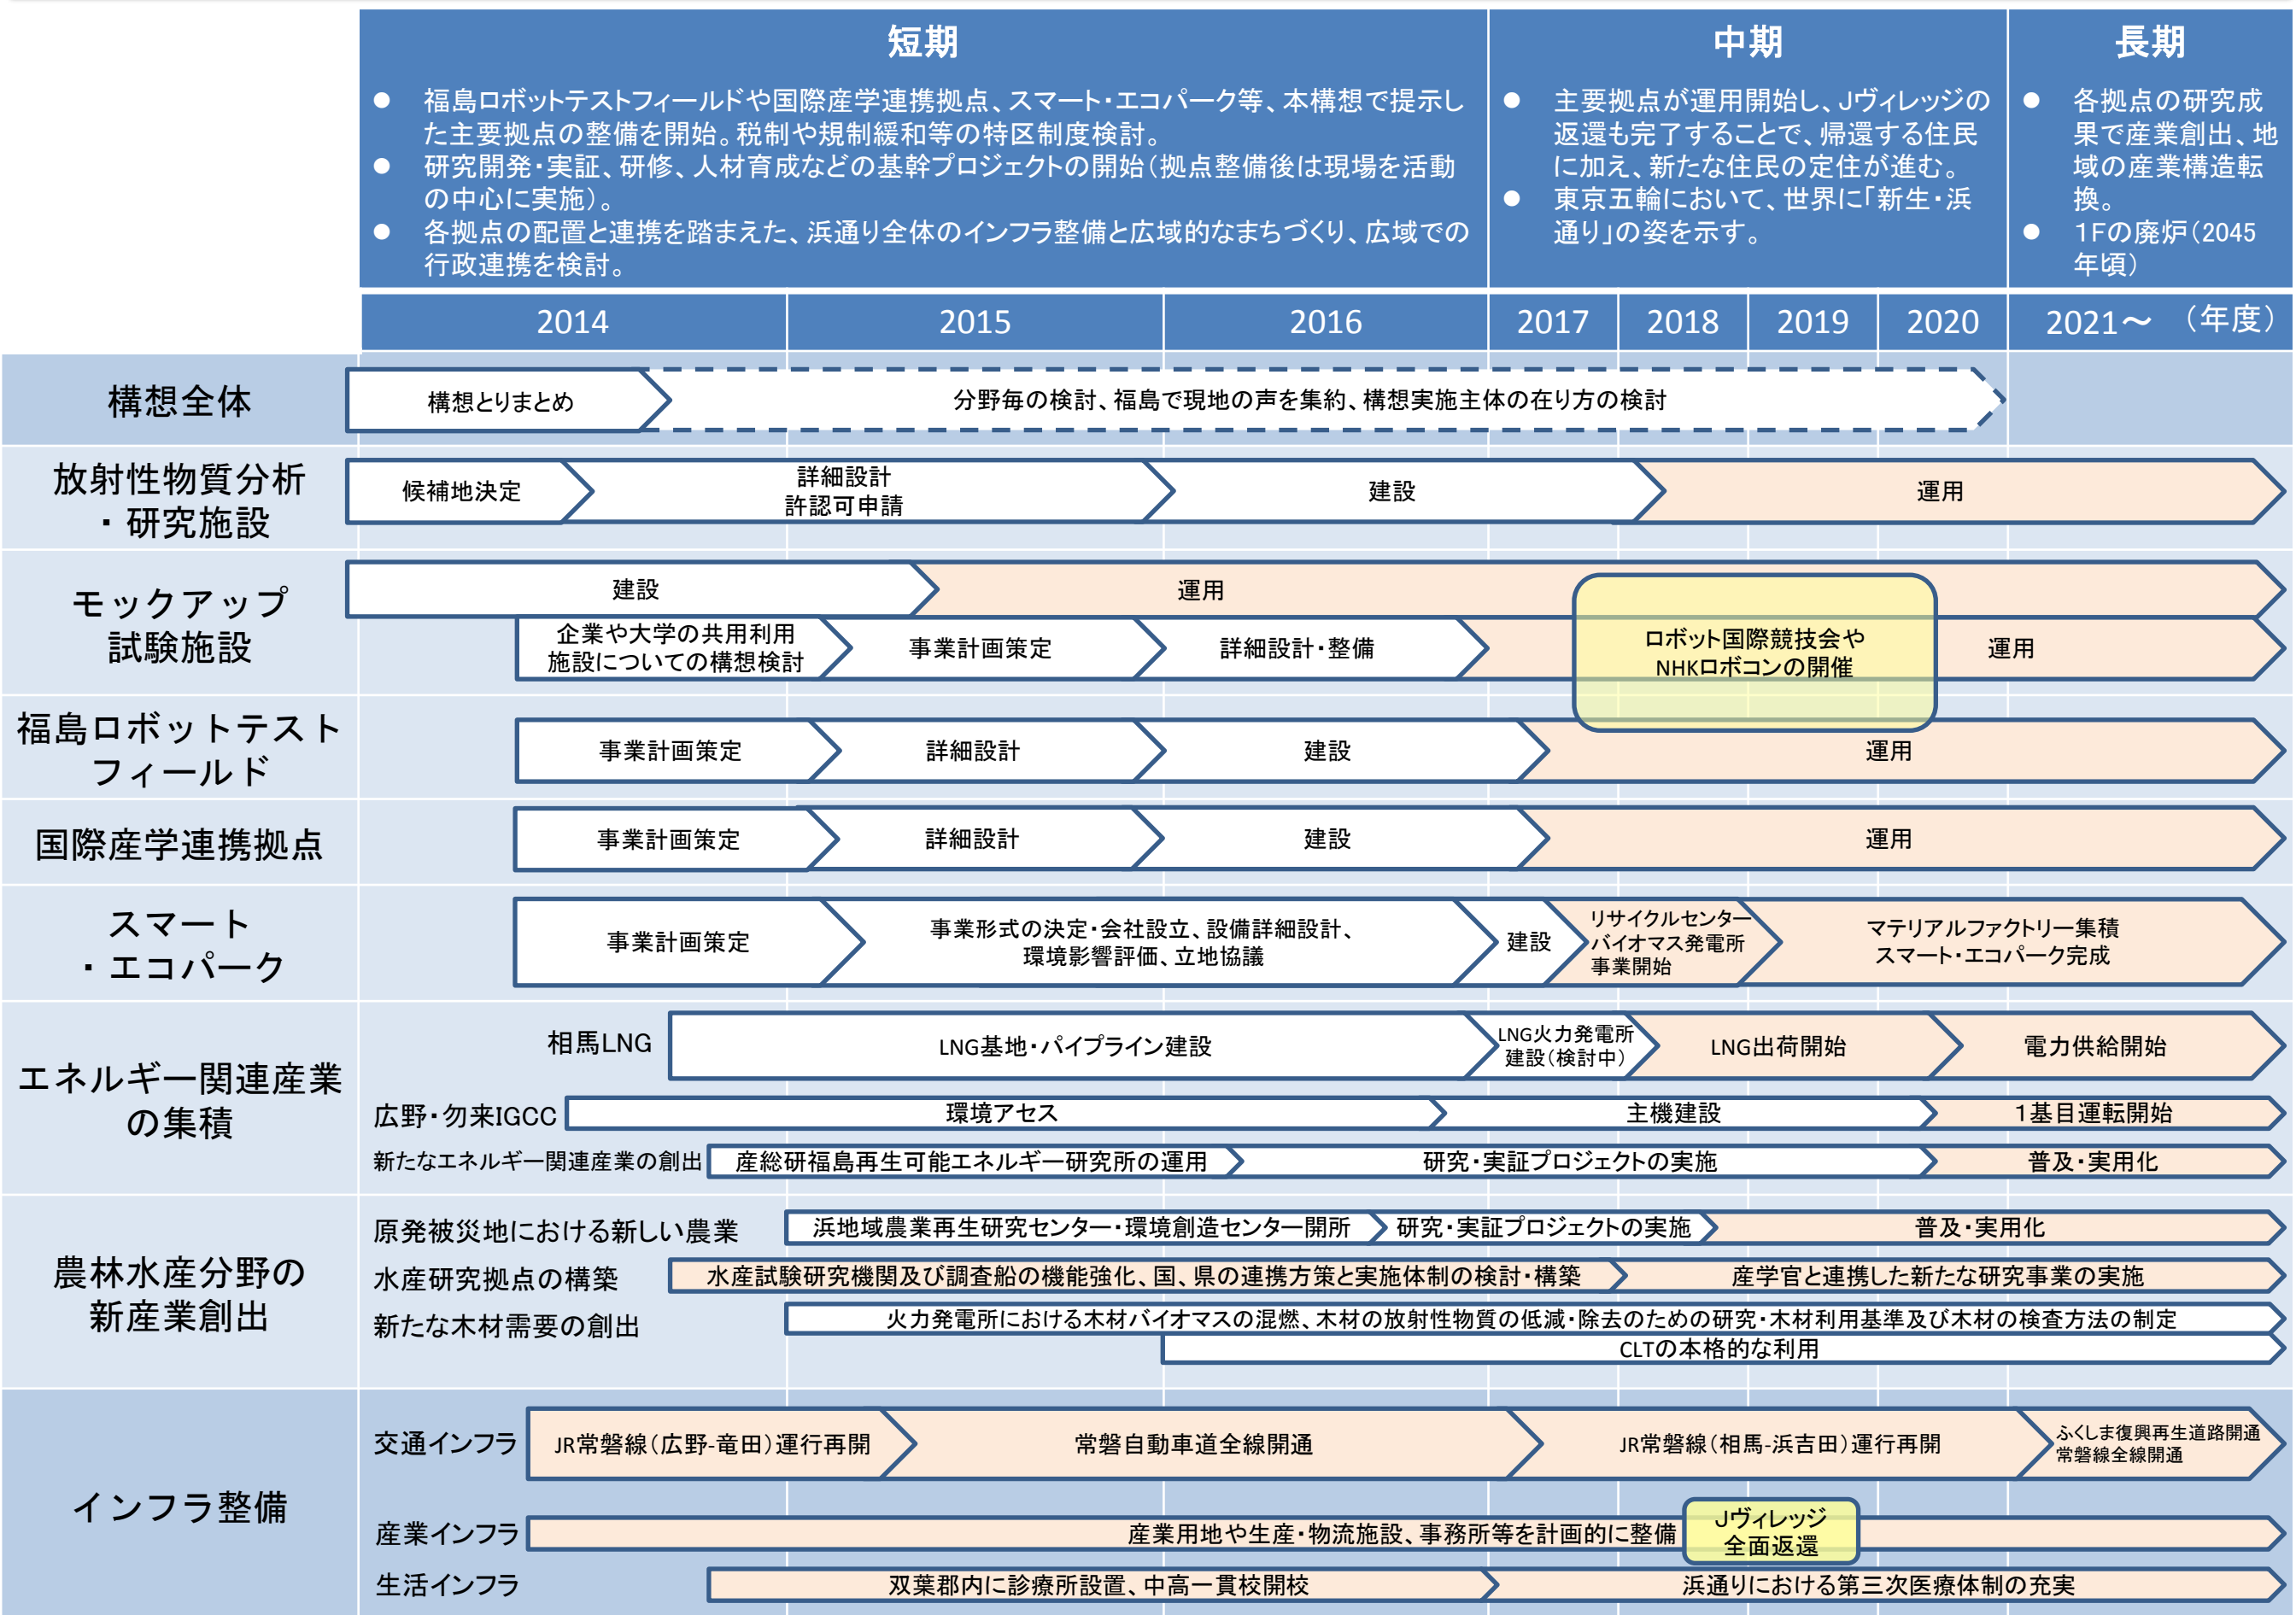 短期
● 福島ロボットテストフィールドや国際産学連携拠点、スマート・エコパーク等、本構想で提示し
た主要拠点の整備を開始。税制や規制緩和等の特区制度検討。
● 研究開発・実証、研修、人材育成などの基幹プロジェクトの開始（拠点整備後は現場を活動
の中心に実施）。
● 各拠点の配置と連携を踏まえた、浜通り全体のインフラ整備と広域的なまちづくり、広域での
行政連携を検討。
中期
● 主要拠点が運用開始し、Jヴィレッジの
返還も完了することで、帰還する住民
に加え、新たな住民の定住が進む。
● 東京五輪において、世界に「新生・浜
通り」の姿を示す。
長期
● 各拠点の研究成
果で産業創出、地
域の産業構造転
換。
● 1Fの廃炉（2045
年頃）
2014 2015 2016 2017 2018 2019 2020 2021～ （年度）
構想全体
構想とりまとめ
分野毎の検討、福島で現地の声を集約、構想実施主体の在り方の検討
放射性物質分析
・研究施設
候補地決定
詳細設計
許認可申請
建設
運用
モックアップ
試験施設
建設
運用
企業や大学の共用利用
施設についての構想検討
事業計画策定
詳細設計・整備
ロボット国際競技会や
NHKロボコンの開催
運用
福島ロボットテスト
フィールド
事業計画策定
詳細設計
建設
運用
国際産学連携拠点
事業計画策定
詳細設計
建設
運用
スマート
・エコパーク
事業計画策定
事業形式の決定・会社設立、設備詳細設計、
環境影響評価、立地協議
建設
リサイクルセンター
バイオマス発電所
事業開始
マテリアルファクトリー集積
スマート・エコパーク完成
エネルギー関連産業
の集積
相馬LNG
LNG基地・パイプライン建設
LNG火力発電所
建設（検討中）
LNG出荷開始
電力供給開始
広野・勿来IGCC
環境アセス
主機建設
1基目運転開始
新たなエネルギー関連産業の創出
産総研福島再生可能エネルギー研究所の運用
研究・実証プロジェクトの実施
普及・実用化
農林水産分野の
新産業創出
原発被災地における新しい農業
浜地域農業再生研究センター・環境創造センター開所
研究・実証プロジェクトの実施
普及・実用化
水産研究拠点の構築
水産試験研究機関及び調査船の機能強化、国、県の連携方策と実施体制の検討・構築
産学官と連携した新たな研究事業の実施
新たな木材需要の創出
火力発電所における木材バイオマスの混燃、木材の放射性物質の低減・除去のための研究・木材利用基準及び木材の検査方法の制定
CLTの本格的な利用
インフラ整備
交通インフラ
JR常磐線（広野-竜田）運行再開
常磐自動車道全線開通
JR常磐線（相馬-浜吉田）運行再開
ふくしま復興再生道路開通
常磐線全線開通
産業インフラ
産業用地や生産・物流施設、事務所等を計画的に整備
Jヴィレッジ
全面返還
生活インフラ
双葉郡内に診療所設置、中高一貫校開校
浜通りにおける第三次医療体制の充実